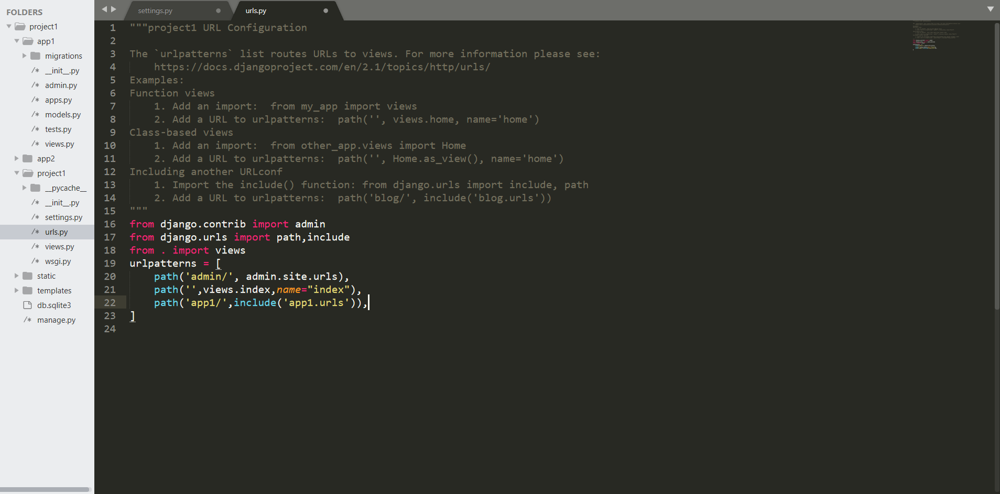 FOLDERS
project1
app1
migrations
/* __init__.py
/* admin.py
/* apps.py
/* models.py
/* tests.py
/* views.py
app2
project1
__pycache__
/* __init__.py
/* settings.py
/* urls.py
/* views.py
/* wsgi.py
static
templates
db.sqlite3
/* manage.py
settings.py
urls.py
1 """project1 URL Configuration
2
3 The `urlpatterns` list routes URLs to views. For more information please see:
4     https://docs.djangoproject.com/en/2.1/topics/http/urls/
5 Examples:
6 Function views
7     1. Add an import:  from my_app import views
8     2. Add a URL to urlpatterns:  path('', views.home, name='home')
9 Class-based views
10     1. Add an import:  from other_app.views import Home
11     2. Add a URL to urlpatterns:  path('', Home.as_view(), name='home')
12 Including another URLconf
13     1. Import the include() function: from django.urls import include, path
14     2. Add a URL to urlpatterns:  path('blog/', include('blog.urls'))
15 """
16 from django.contrib import admin
17 from django.urls import path,include
18 from . import views
19 urlpatterns = [
20     path('admin/', admin.site.urls),
21     path('',views.index,name="index"),
22     path('app1/',include('app1.urls')),
23 ]
24